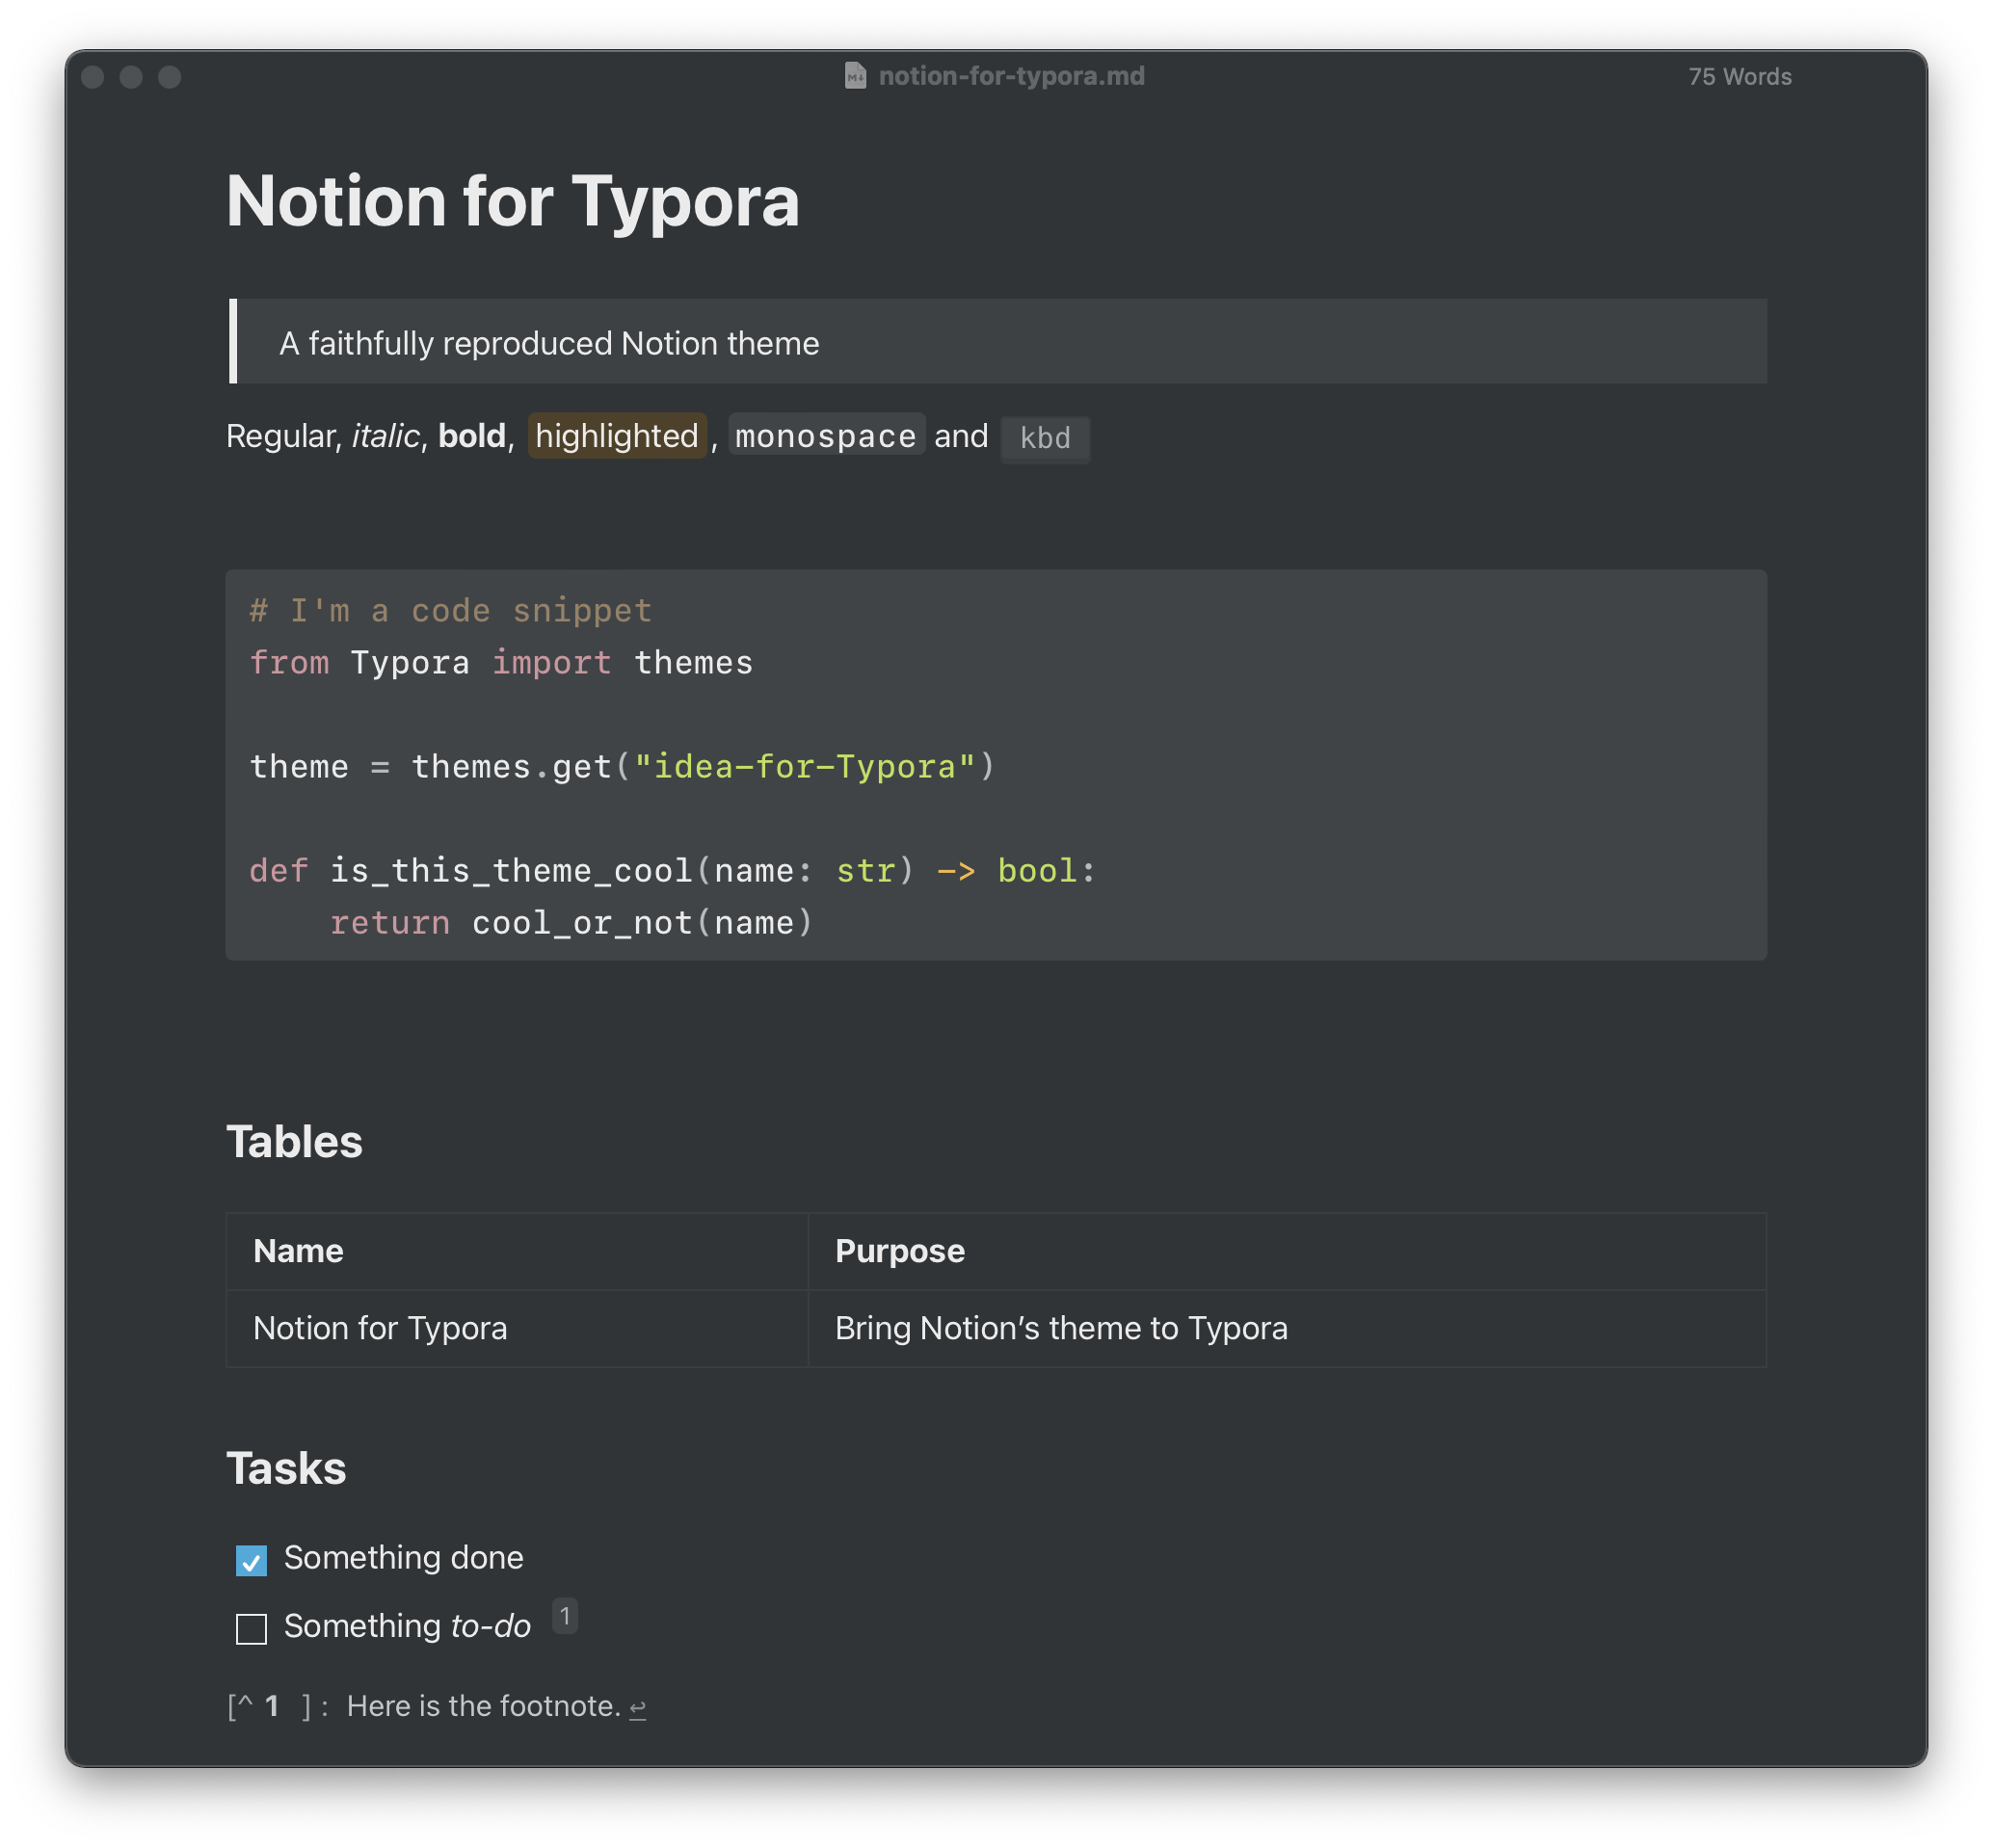 notion-for-typora.md
75 Words
Notion for Typora
A faithfully reproduced Notion theme
Regular, italic, bold, highlighted, monospace and kbd
# I'm a code snippet
from Typora import themes
theme = themes.get("idea-for-Typora")
def is_this_theme_cool(name: str) -> bool:
    return cool_or_not(name)
Tables
Name Purpose
Notion for Typora Bring Notion’s theme to Typora
Tasks
Something done
Something to-do 1
[^ 1 ]: Here is the footnote. ↩